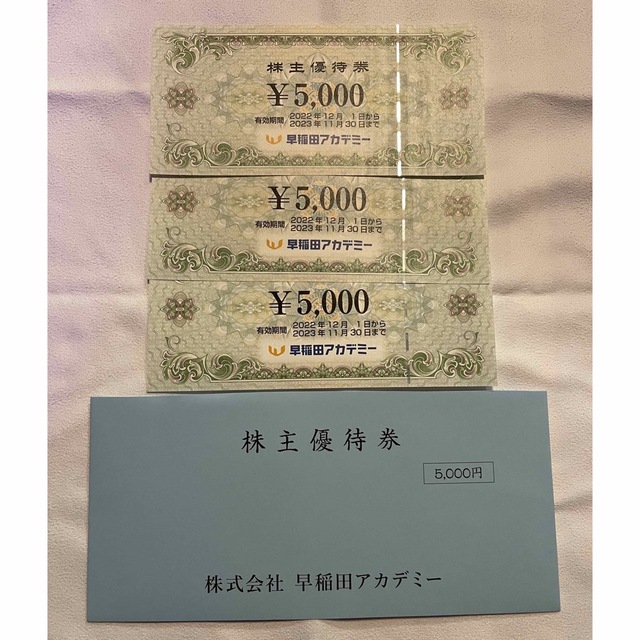 株主優待券
¥5,000
有効期間/2022年12月 1日から
2023年11月30日まで
早稲田アカデミー
¥5,000
有効期間/2022年12月 1日から
2023年11月30日まで
早稲田アカデミー
¥5,000
有効期間/2022年12月 1日から
2023年11月30日まで
早稲田アカデミー
株主優待券
5,000円
株式会社 早稲田アカデミー